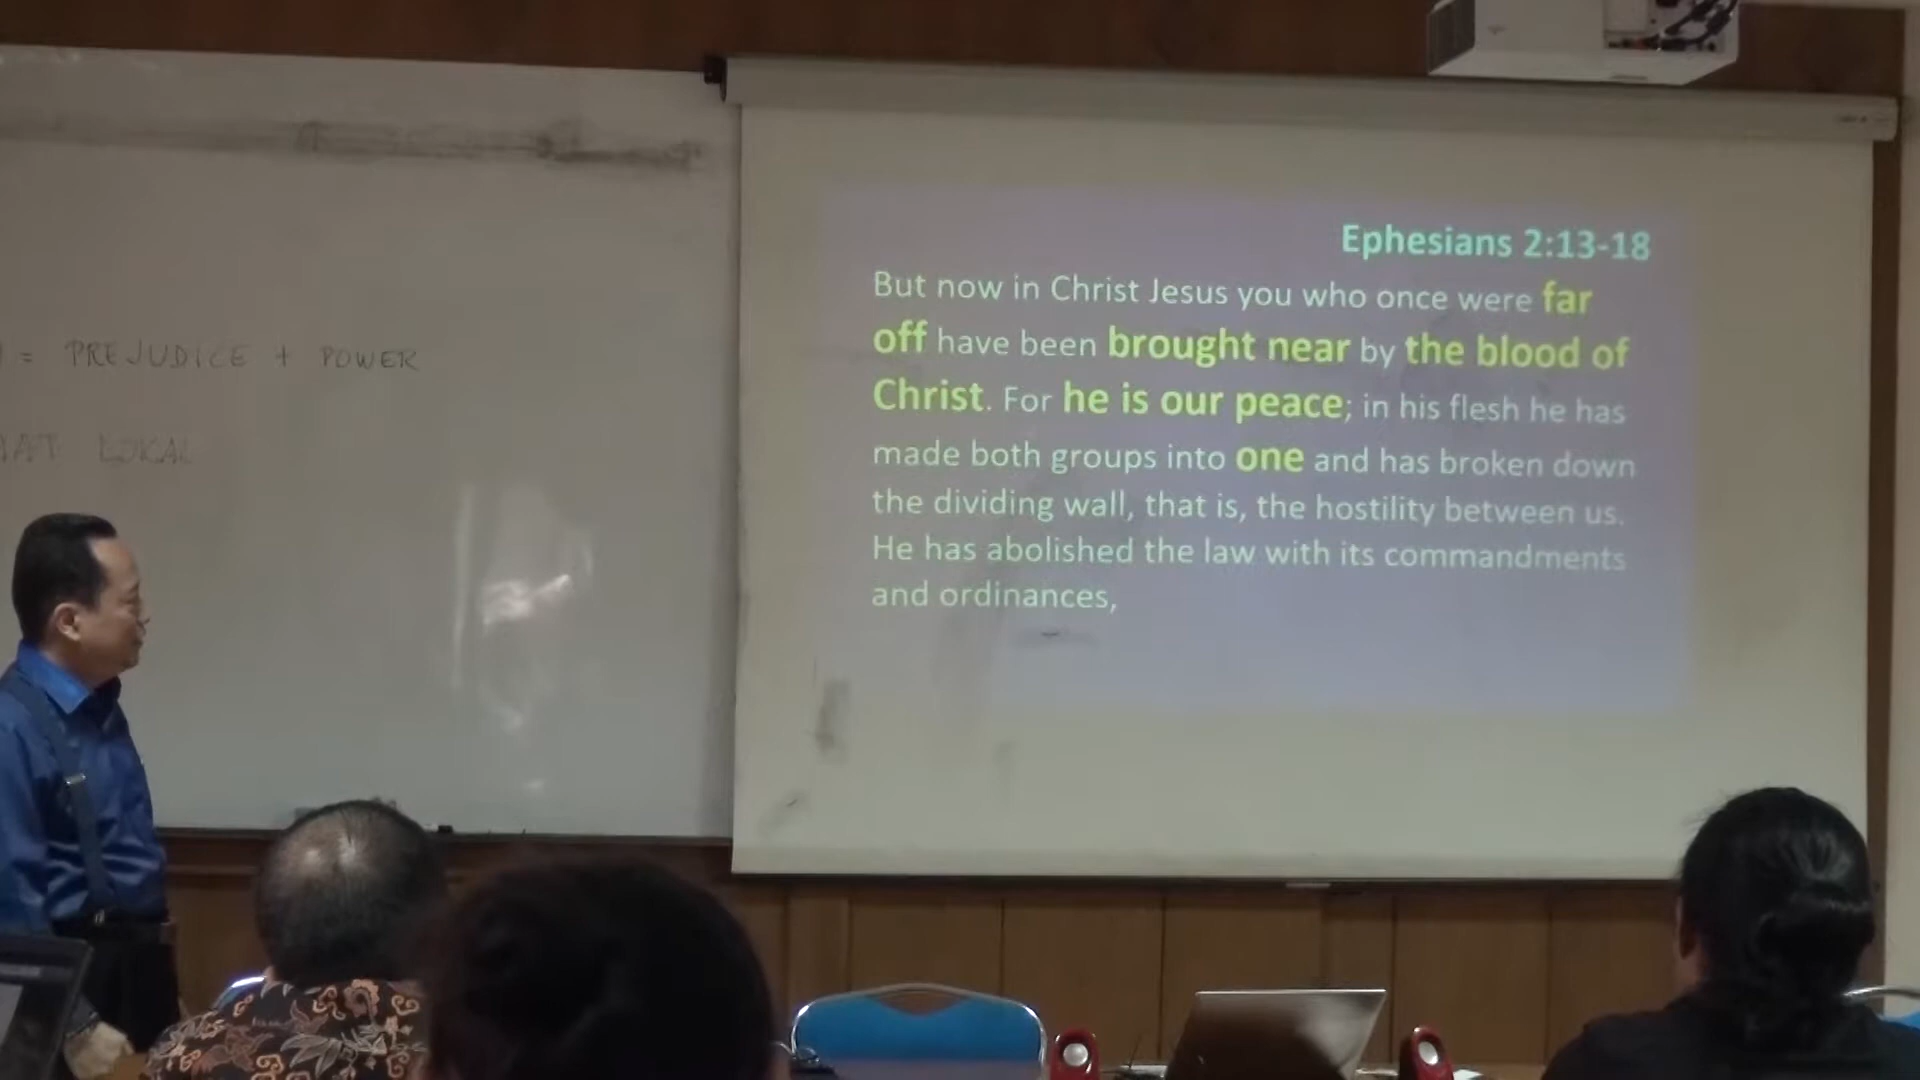 = PREJUDICE + POWER
LOKAL
Ephesians 2:13-18
But now in Christ Jesus you who once were far
off have been brought near by the blood of
Christ. For he is our peace; in his flesh he has
made both groups into one and has broken down
the dividing wall, that is, the hostility between us.
He has abolished the law with its commandments
and ordinances,